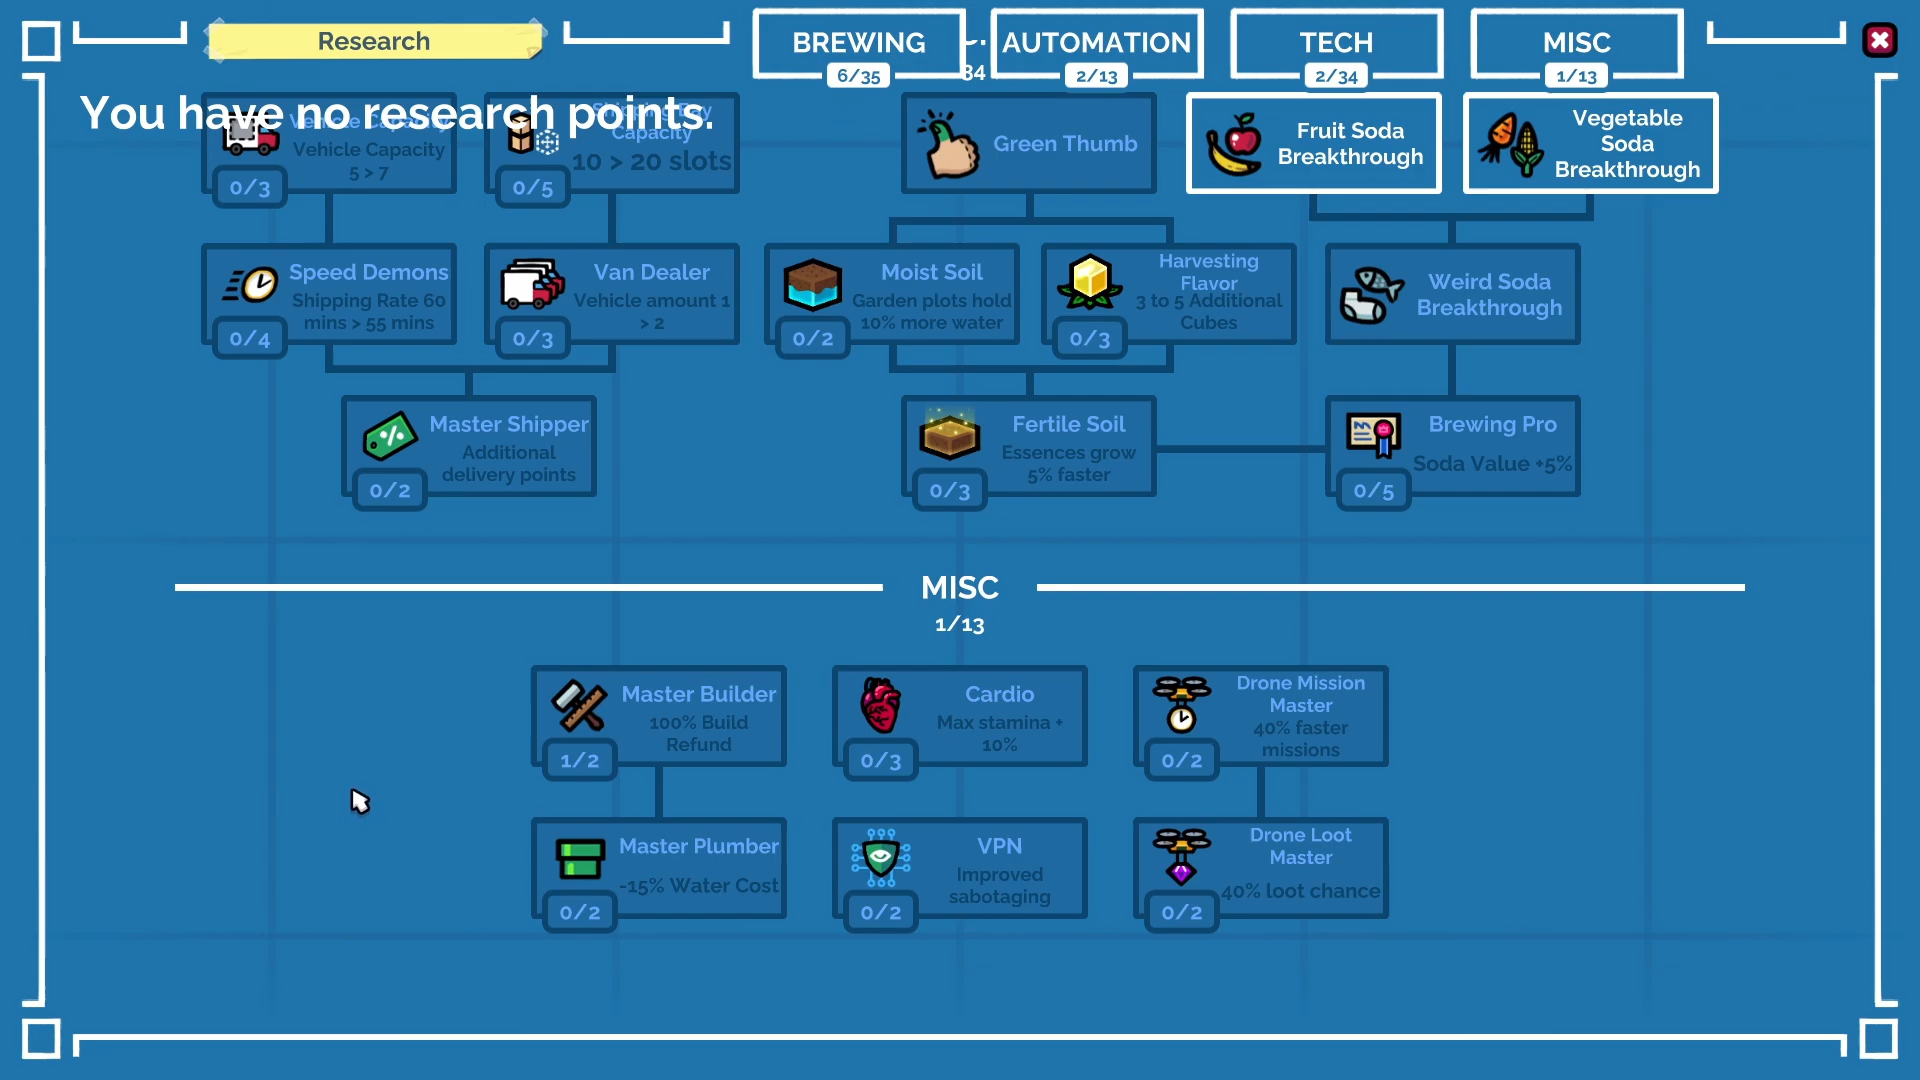 Research
BREWING
6/35
AUTOMATION
2/13
TECH
2/34
MISC
1/13
34
You have no research points.
Vehicle Capacity
Vehicle Capacity
5 > 7
0/3
Shipping Bay
Capacity
10 > 20 slots
0/5
Green Thumb
Fruit Soda
Breakthrough
Vegetable
Soda
Breakthrough
Speed Demons
Shipping Rate 60
mins > 55 mins
0/4
Van Dealer
Vehicle amount 1
> 2
0/3
Moist Soil
Garden plots hold
10% more water
0/2
Harvesting
Flavor
3 to 5 Additional
Cubes
0/3
Weird Soda
Breakthrough
Master Shipper
Additional
delivery points
0/2
Fertile Soil
Essences grow
5% faster
0/3
Brewing Pro
Soda Value +5%
0/5
MISC
1/13
Master Builder
100% Build
Refund
1/2
Cardio
Max stamina +
10%
0/3
Drone Mission
Master
40% faster
missions
0/2
Master Plumber
-15% Water Cost
0/2
VPN
Improved
sabotaging
0/2
Drone Loot
Master
40% loot chance
0/2